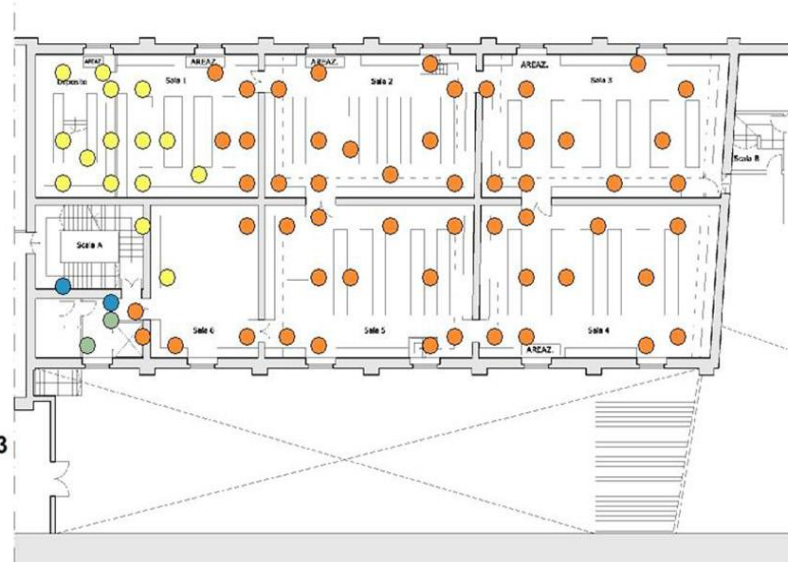 AREAZ.
AREAZ.
AREAZ.
AREAZ.
Deposito
Sala 1
Sala 2
Sala 3
Scala B
Scala A
Sala 6
Sala 5
Sala 4
AREAZ.
3